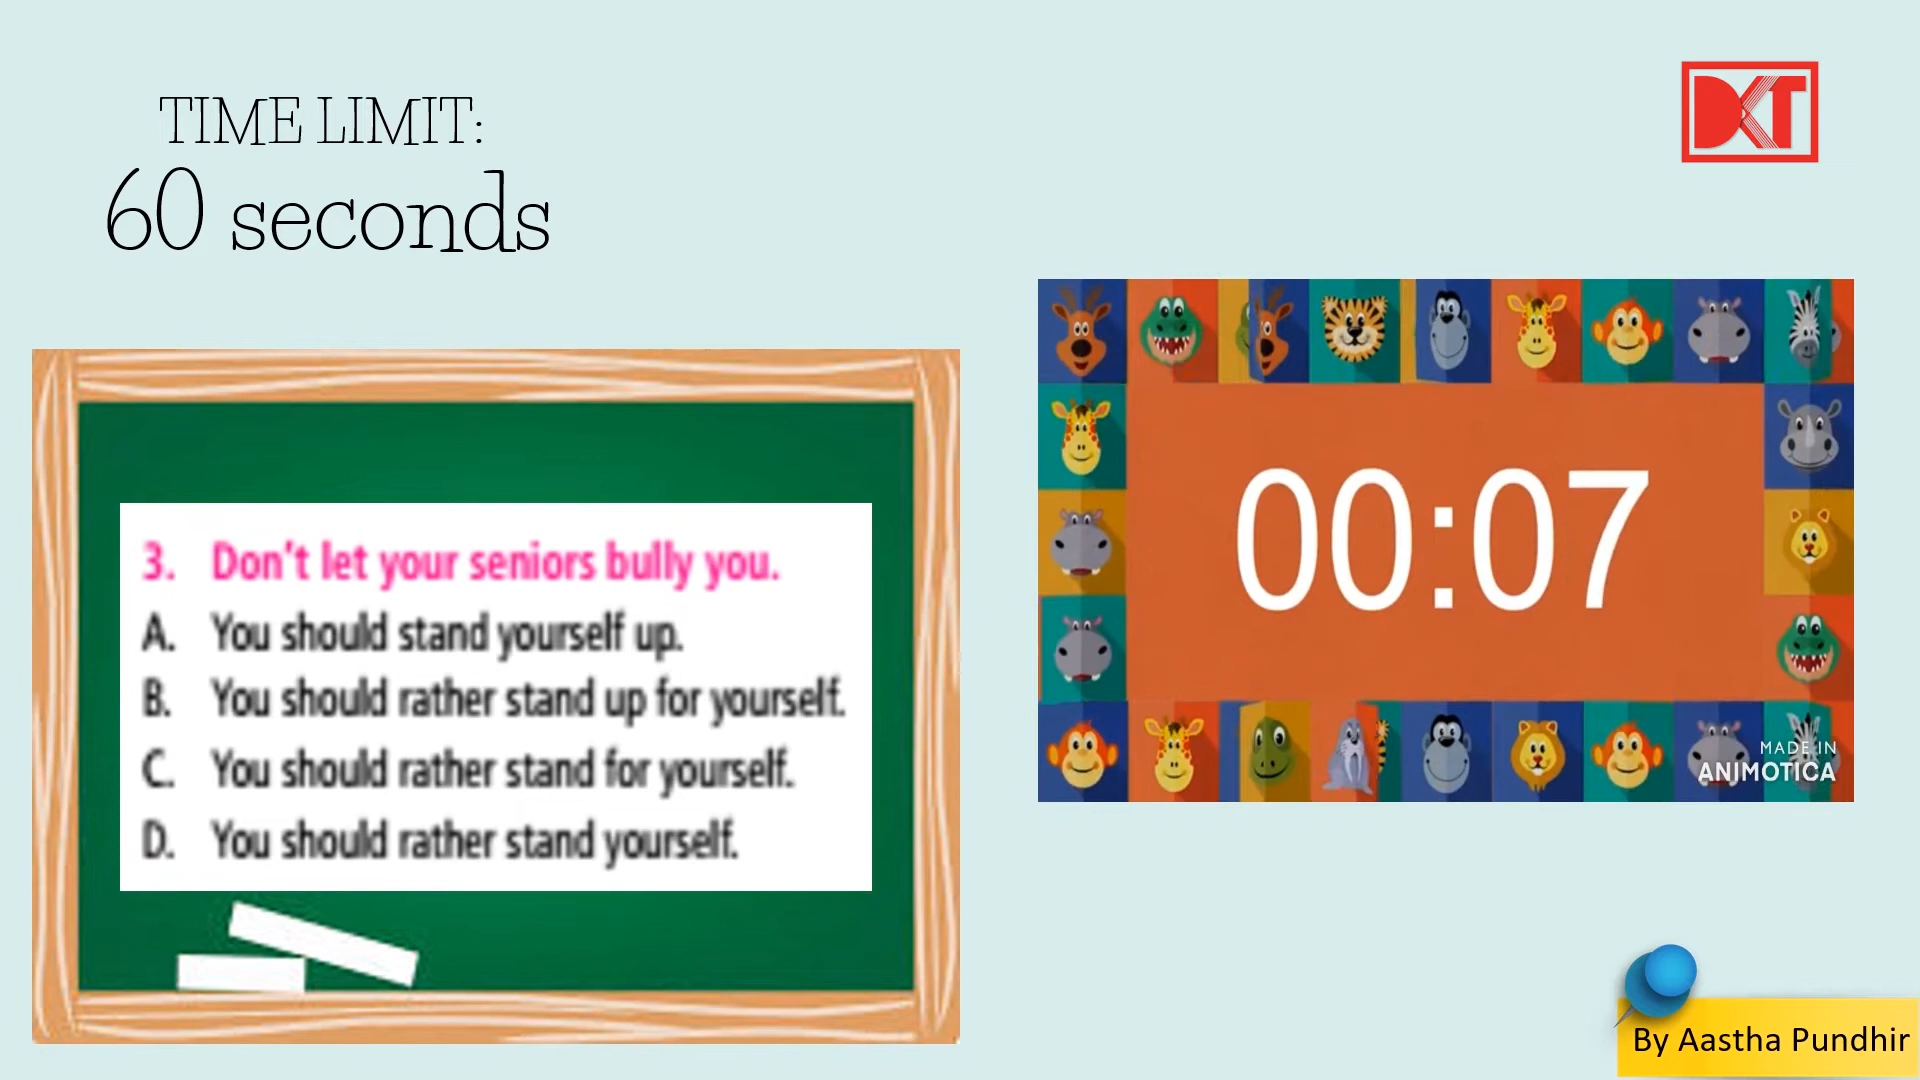 TIME LIMIT:
60 seconds
DKT
3. Don't let your seniors bully you.
A. You should stand yourself up.
B. You should rather stand up for yourself.
C. You should rather stand for yourself.
D. You should rather stand yourself.
00:07
MADE IN
ANIMOTICA
By Aastha Pundhir